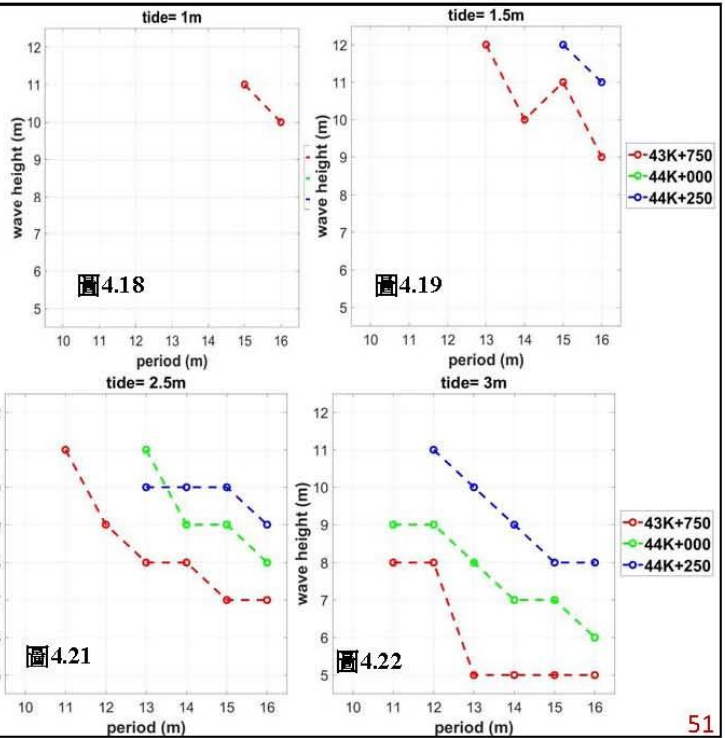 tide= 1m
12
11
10
9
8
7
6
5
wave height (m)
圖4.18
10 11 12 13 14 15 16
period (m)
tide= 1.5m
12
11
10
9
8
7
6
5
wave height (m)
圖4.19
10 11 12 13 14 15 16
period (m)
43K+750
44K+000
44K+250
tide= 2.5m
圖4.21
10 11 12 13 14 15 16
period (m)
tide= 3m
12
11
10
9
8
7
6
5
wave height (m)
圖4.22
10 11 12 13 14 15 16
period (m)
43K+750
44K+000
44K+250
51